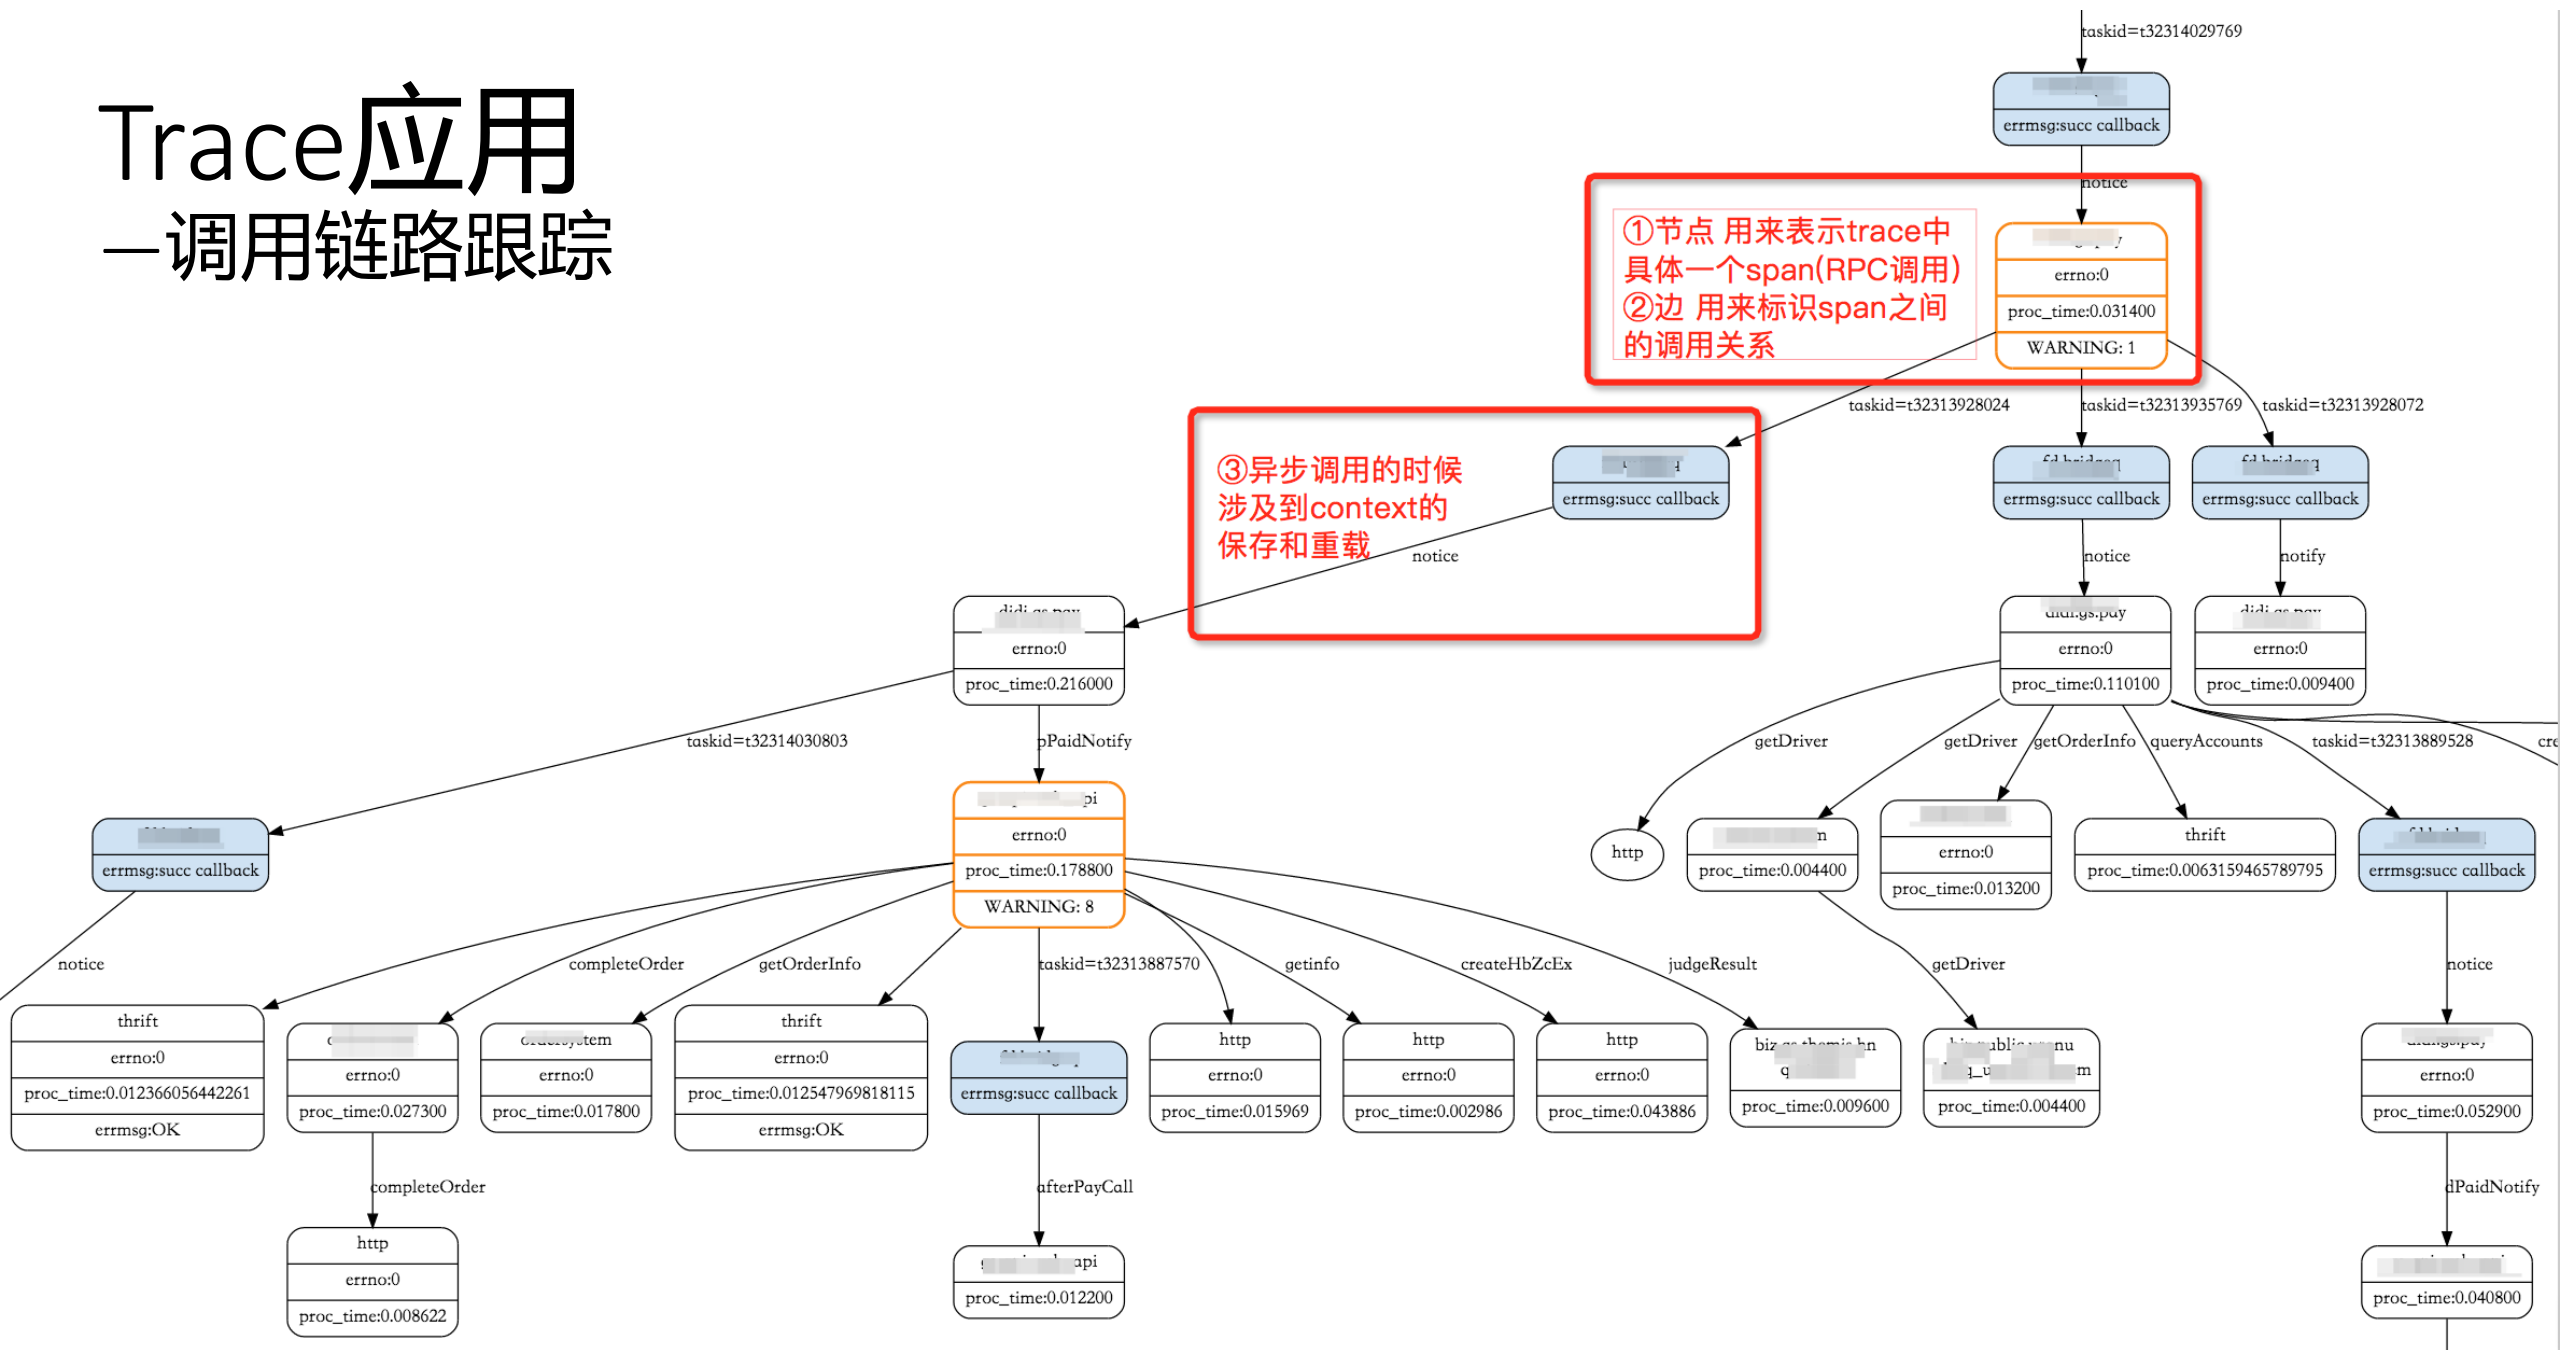 Trace应用
—调用链路跟踪
taskid=t32314029769
errmsg:succ callback
notice
①节点 用来表示trace中
具体一个span(RPC调用)
②边 用来标识span之间
的调用关系
errno:0
proc_time:0.031400
WARNING: 1
taskid=t32313928024
taskid=t32313935769
taskid=t32313928072
③异步调用的时候
涉及到context的
保存和重载
errmsg:succ callback
errmsg:succ callback
errmsg:succ callback
notice
notice
notify
didi.gs.pay
errno:0
proc_time:0.216000
didi.gs.pay
errno:0
proc_time:0.110100
didi.gs.pay
errno:0
proc_time:0.009400
taskid=t32314030803
pPaidNotify
getDriver
getDriver
getOrderInfo
queryAccounts
taskid=t32313889528
cre
errmsg:succ callback
errno:0
proc_time:0.178800
WARNING: 8
http
proc_time:0.004400
errno:0
proc_time:0.013200
thrift
proc_time:0.0063159465789795
errmsg:succ callback
notice
completeOrder
getOrderInfo
taskid=t32313887570
getinfo
createHbZcEx
judgeResult
getDriver
notice
thrift
errno:0
proc_time:0.012366056442261
errmsg:OK
errno:0
proc_time:0.027300
ordersystem
errno:0
proc_time:0.017800
thrift
errno:0
proc_time:0.012547969818115
errmsg:OK
errmsg:succ callback
http
errno:0
proc_time:0.015969
http
errno:0
proc_time:0.002986
http
errno:0
proc_time:0.043886
proc_time:0.009600
proc_time:0.004400
errno:0
proc_time:0.052900
completeOrder
afterPayCall
dPaidNotify
http
errno:0
proc_time:0.008622
proc_time:0.012200
proc_time:0.040800